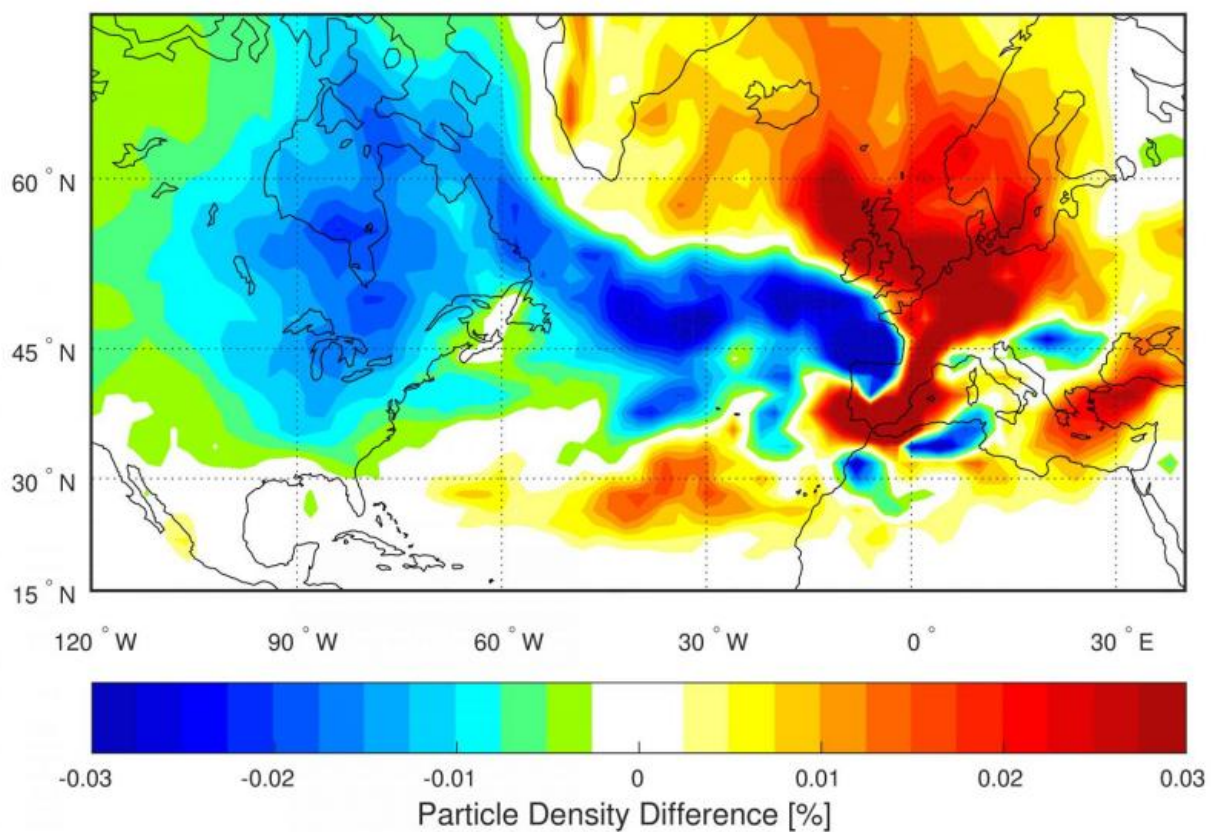 60 ° N
45 ° N
30 ° N
15 ° N
120 ° W 90 ° W 60 ° W 30 ° W 0 ° 30 ° E
-0.03 -0.02 -0.01 0 0.01 0.02 0.03
Particle Density Difference [%]